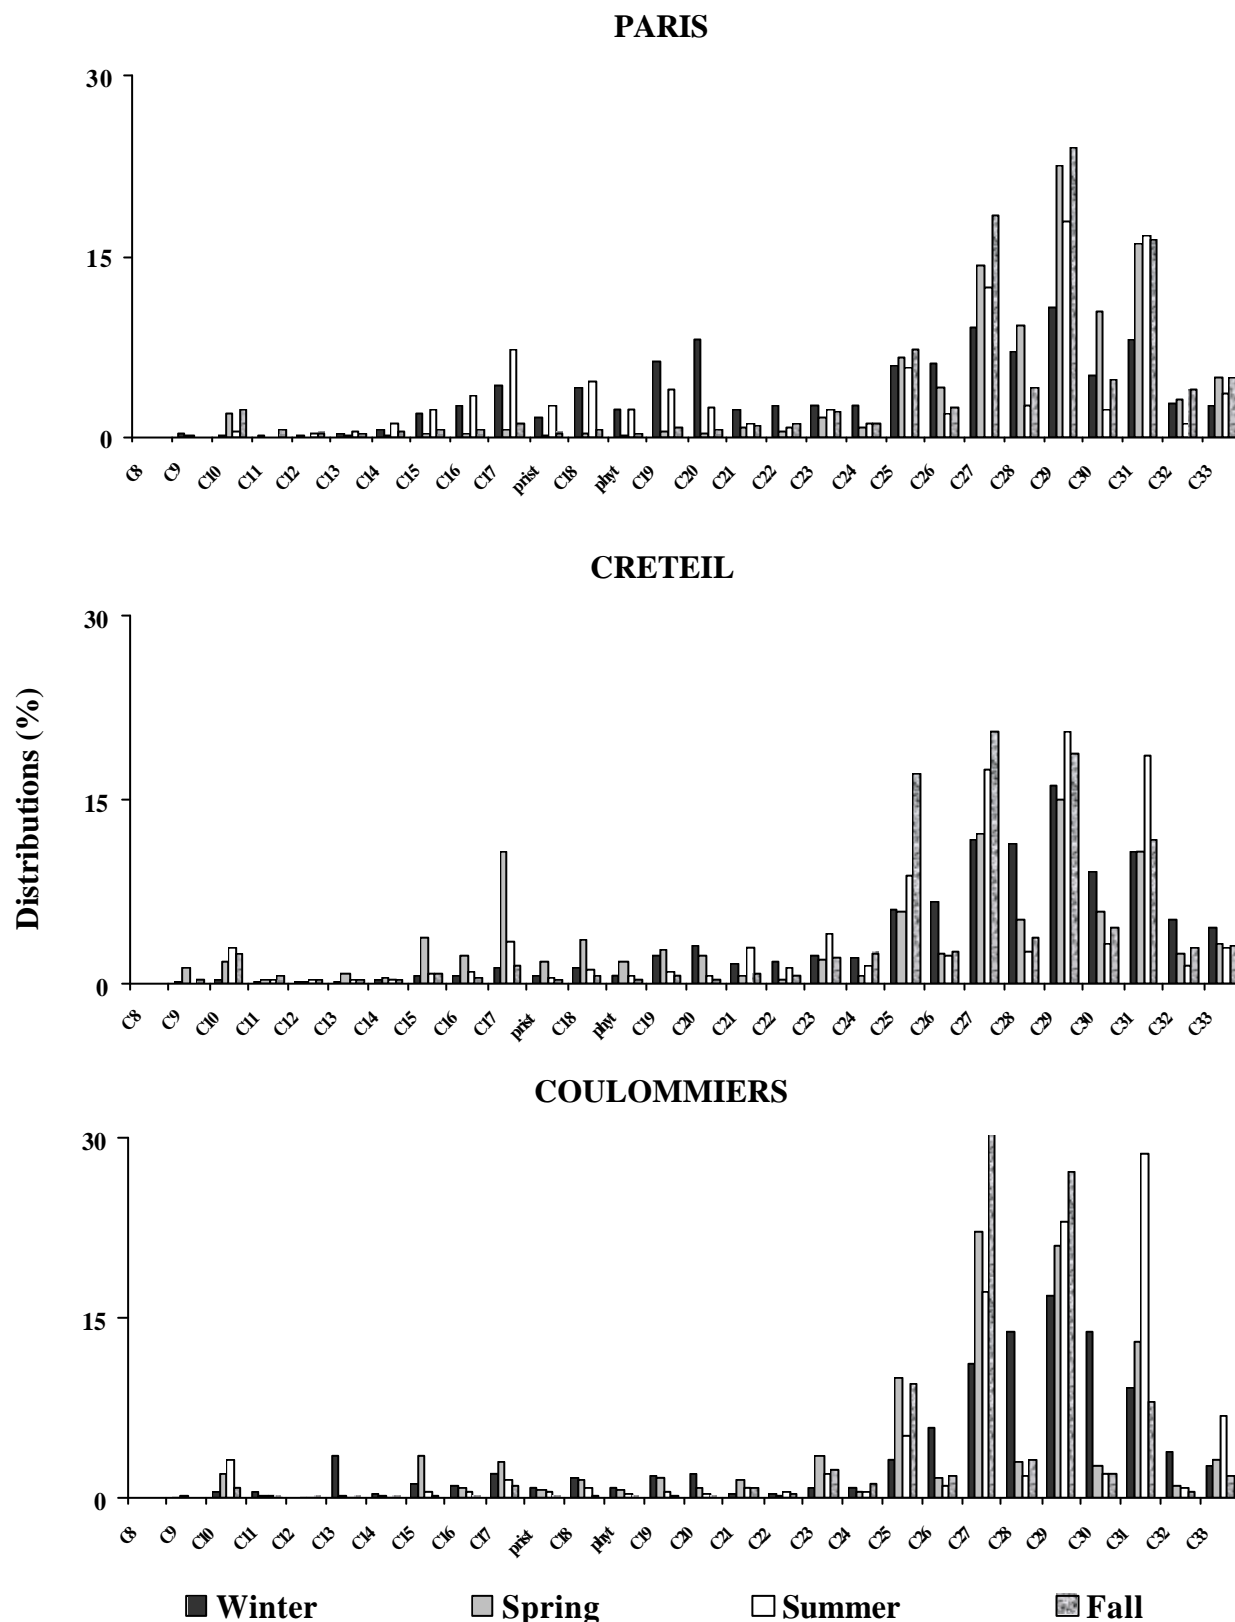 PARIS
30
15
0
C8 C9 C10 C11 C12 C13 C14 C15 C16 C17 prist C18 phyt C19 C20 C21 C22 C23 C24 C25 C26 C27 C28 C29 C30 C31 C32 C33
CRETEIL
Distributions (%)
30
15
0
C8 C9 C10 C11 C12 C13 C14 C15 C16 C17 prist C18 phyt C19 C20 C21 C22 C23 C24 C25 C26 C27 C28 C29 C30 C31 C32 C33
COULOMMIERS
30
15
0
C8 C9 C10 C11 C12 C13 C14 C15 C16 C17 prist C18 phyt C19 C20 C21 C22 C23 C24 C25 C26 C27 C28 C29 C30 C31 C32 C33
Winter Spring Summer Fall